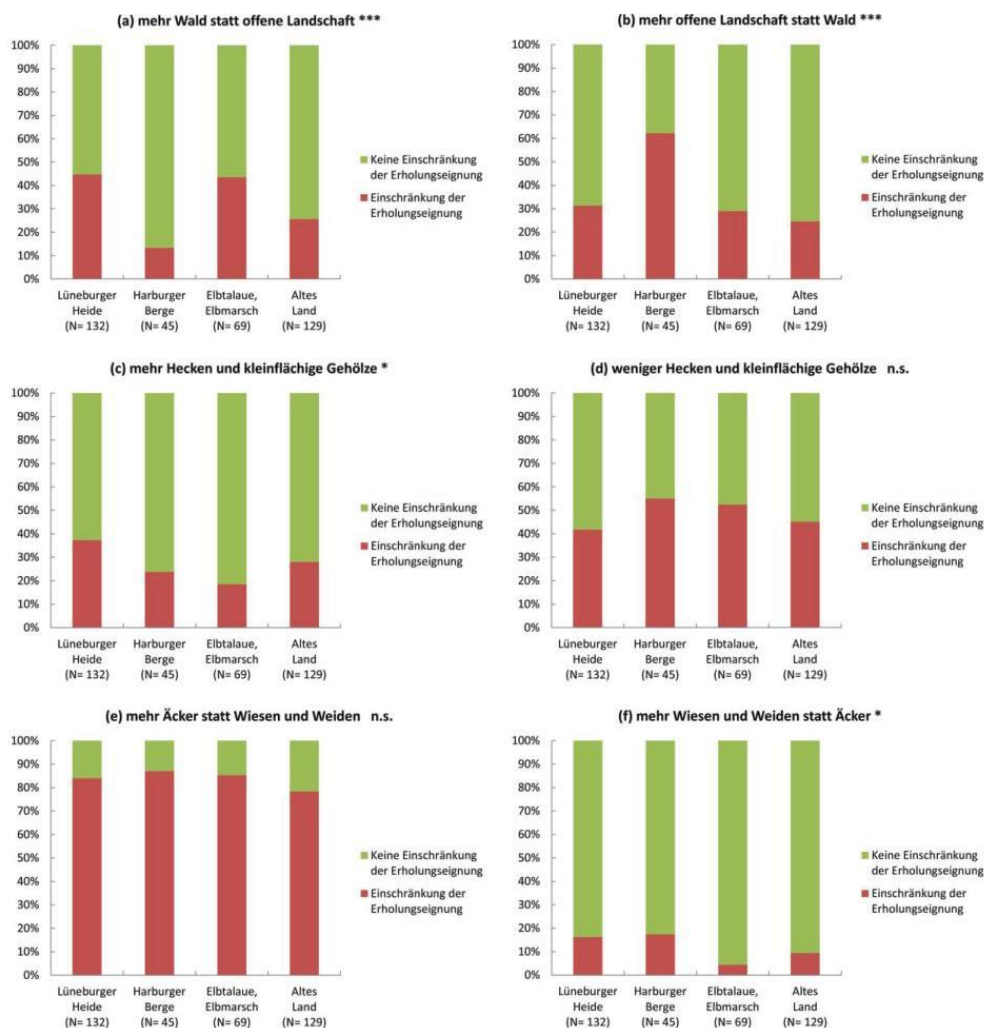 (a) mehr Wald statt offene Landschaft ***
100%
90%
80%
70%
60%
50%
40%
30%
20%
10%
0%
Lüneburger Heide (N= 132)
Harburger Berge (N= 45)
Elbtalaue, Elbmarsch (N= 69)
Altes Land (N= 129)
Keine Einschränkung
der Erholungseignung
Einschränkung der
Erholungseignung
(b) mehr offene Landschaft statt Wald ***
100%
90%
80%
70%
60%
50%
40%
30%
20%
10%
0%
Lüneburger Heide (N= 132)
Harburger Berge (N= 45)
Elbtalaue, Elbmarsch (N= 69)
Altes Land (N= 129)
Keine Einschränkung
der Erholungseignung
Einschränkung der
Erholungseignung
(c) mehr Hecken und kleinflächige Gehölze *
100%
90%
80%
70%
60%
50%
40%
30%
20%
10%
0%
Lüneburger Heide (N= 132)
Harburger Berge (N= 45)
Elbtalaue, Elbmarsch (N= 69)
Altes Land (N= 129)
Keine Einschränkung
der Erholungseignung
Einschränkung der
Erholungseignung
(d) weniger Hecken und kleinflächige Gehölze n.s.
100%
90%
80%
70%
60%
50%
40%
30%
20%
10%
0%
Lüneburger Heide (N= 132)
Harburger Berge (N= 45)
Elbtalaue, Elbmarsch (N= 69)
Altes Land (N= 129)
Keine Einschränkung
der Erholungseignung
Einschränkung der
Erholungseignung
(e) mehr Äcker statt Wiesen und Weiden n.s.
100%
90%
80%
70%
60%
50%
40%
30%
20%
10%
0%
Lüneburger Heide (N= 132)
Harburger Berge (N= 45)
Elbtalaue, Elbmarsch (N= 69)
Altes Land (N= 129)
Keine Einschränkung
der Erholungseignung
Einschränkung der
Erholungseignung
(f) mehr Wiesen und Weiden statt Äcker *
100%
90%
80%
70%
60%
50%
40%
30%
20%
10%
0%
Lüneburger Heide (N= 132)
Harburger Berge (N= 45)
Elbtalaue, Elbmarsch (N= 69)
Altes Land (N= 129)
Keine Einschränkung
der Erholungseignung
Einschränkung der
Erholungseignung